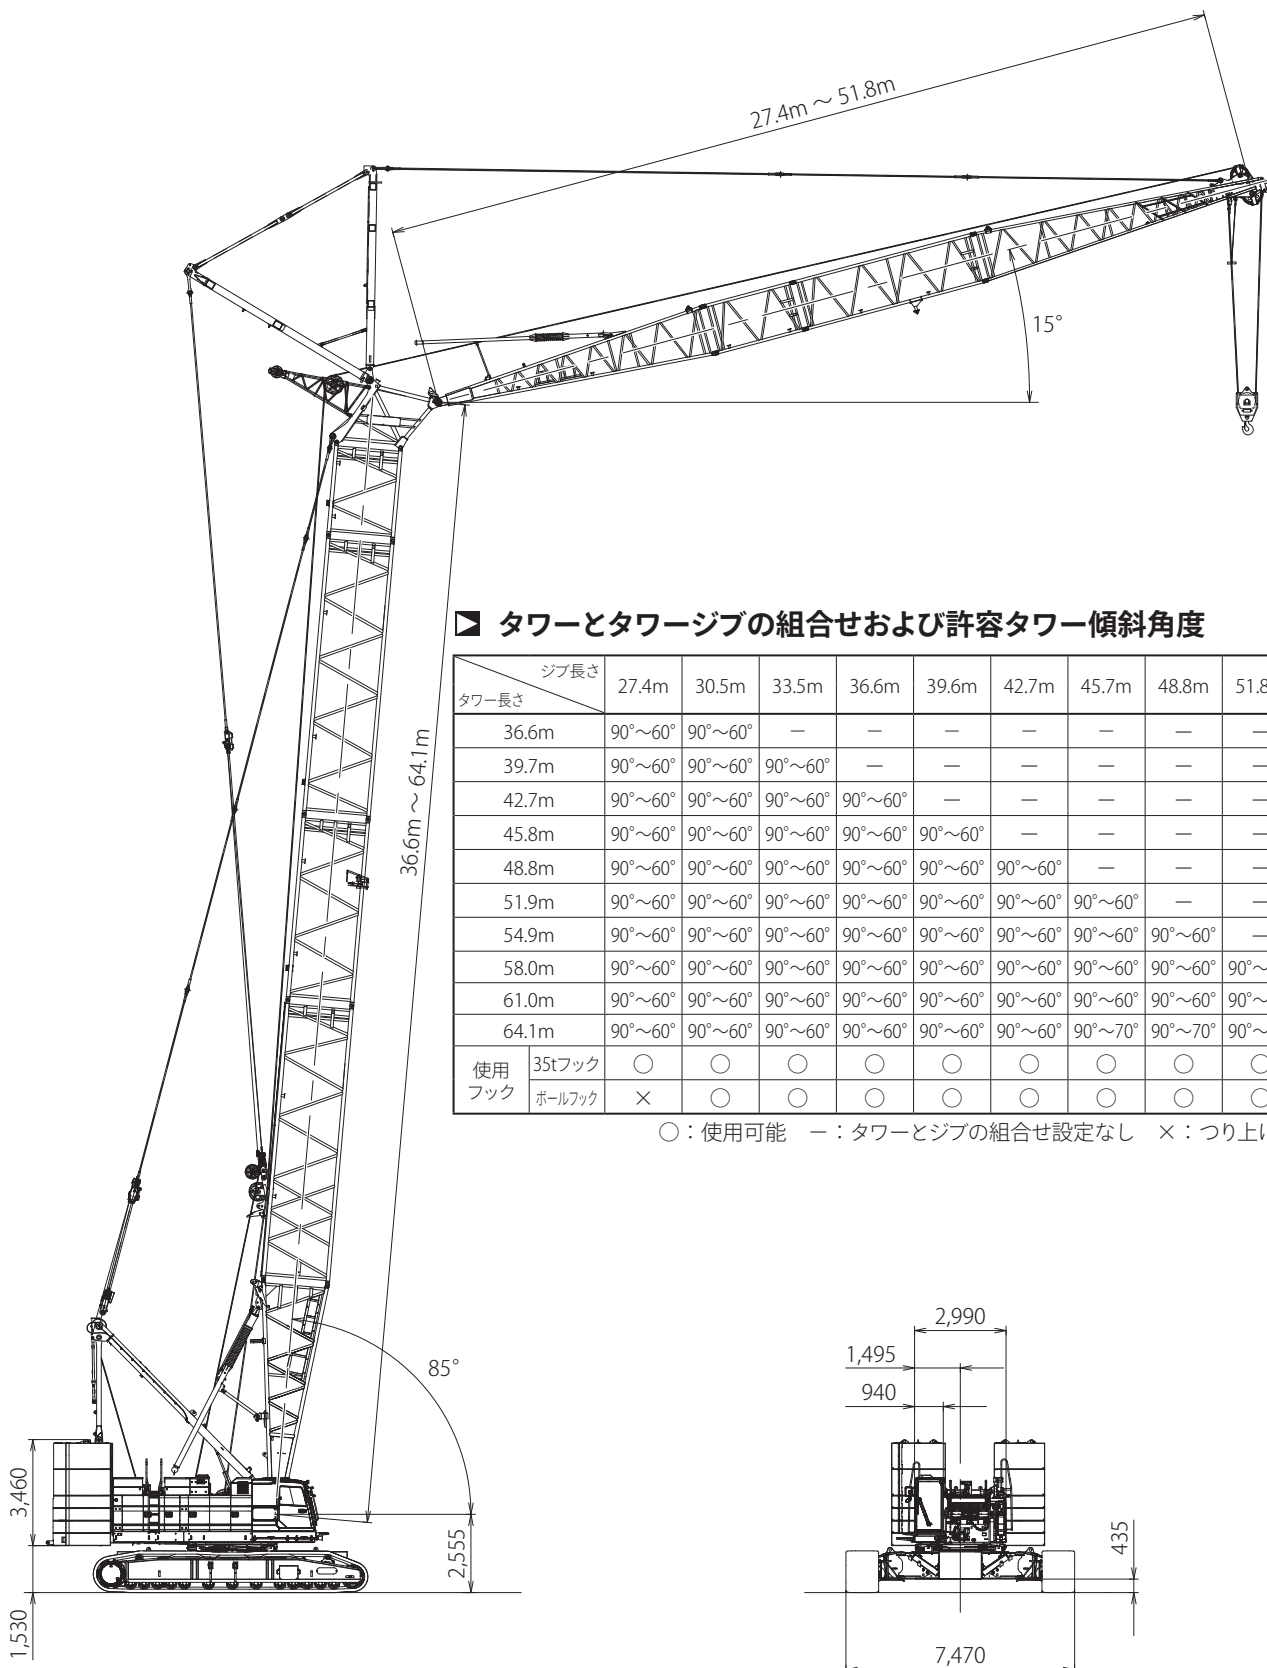 27.4m ～ 51.8m
15°
36.6m ～ 64.1m
タワーとタワージブの組合せおよび許容タワー傾斜角度
ジブ長さ
タワー長さ
27.4m 30.5m 33.5m 36.6m 39.6m 42.7m 45.7m 48.8m 51.8
36.6m 90°～60° 90°～60° － － － － － － －
39.7m 90°～60° 90°～60° 90°～60° － － － － － －
42.7m 90°～60° 90°～60° 90°～60° 90°～60° － － － － －
45.8m 90°～60° 90°～60° 90°～60° 90°～60° 90°～60° － － － －
48.8m 90°～60° 90°～60° 90°～60° 90°～60° 90°～60° 90°～60° － － －
51.9m 90°～60° 90°～60° 90°～60° 90°～60° 90°～60° 90°～60° 90°～60° － －
54.9m 90°～60° 90°～60° 90°～60° 90°～60° 90°～60° 90°～60° 90°～60° 90°～60° －
58.0m 90°～60° 90°～60° 90°～60° 90°～60° 90°～60° 90°～60° 90°～60° 90°～60° 90°～
61.0m 90°～60° 90°～60° 90°～60° 90°～60° 90°～60° 90°～60° 90°～60° 90°～60° 90°～
64.1m 90°～60° 90°～60° 90°～60° 90°～60° 90°～60° 90°～60° 90°～70° 90°～70° 90°～
使用
フック
35tフック ○ ○ ○ ○ ○ ○ ○ ○ ○
ボールフック × ○ ○ ○ ○ ○ ○ ○ ○
○：使用可能 －：タワーとジブの組合せ設定なし ×：つり上げ
85°
3,460
2,555
1,530
2,990
1,495
940
435
7,470